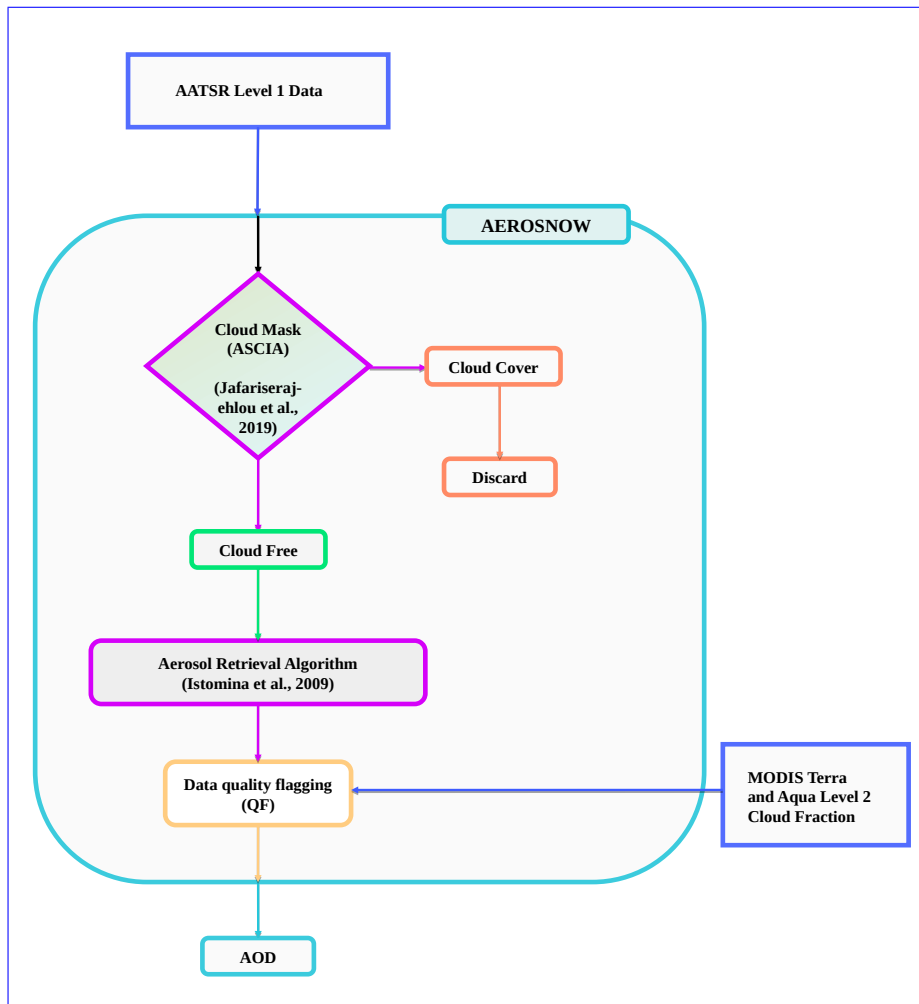 AATSR Level 1 Data
AEROSNOW
Cloud Mask
(ASCIA)
(Jafariseraj-
ehlou et al.,
2019)
Cloud Cover
Discard
Cloud Free
Aerosol Retrieval Algorithm
(Istomina et al., 2009)
Data quality flagging
(QF)
MODIS Terra
and Aqua Level 2
Cloud Fraction
AOD